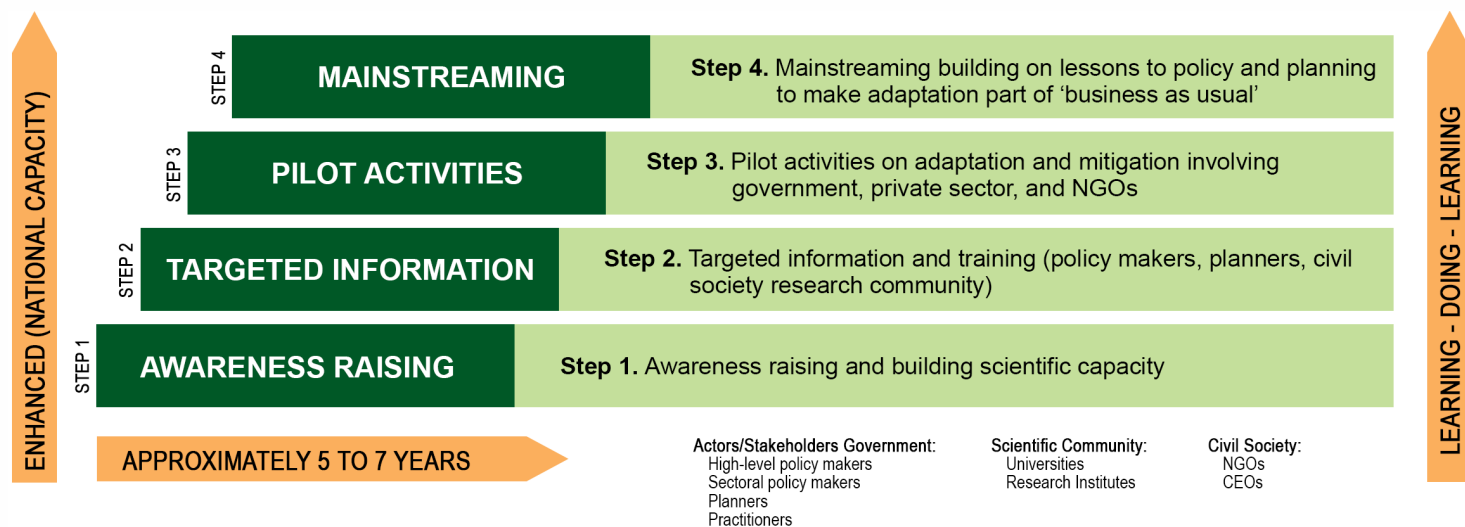 ENHANCED (NATIONAL CAPACITY)
STEP 4
MAINSTREAMING
Step 4. Mainstreaming building on lessons to policy and planning
to make adaptation part of ‘business as usual’
STEP 3
PILOT ACTIVITIES
Step 3. Pilot activities on adaptation and mitigation involving
government, private sector, and NGOs
STEP 2
TARGETED INFORMATION
Step 2. Targeted information and training (policy makers, planners, civil
society research community)
STEP 1
AWARENESS RAISING
Step 1. Awareness raising and building scientific capacity
LEARNING - DOING - LEARNING
APPROXIMATELY 5 TO 7 YEARS
Actors/Stakeholders Government:
High-level policy makers
Sectoral policy makers
Planners
Practitioners
Scientific Community:
Universities
Research Institutes
Civil Society:
NGOs
CEOs